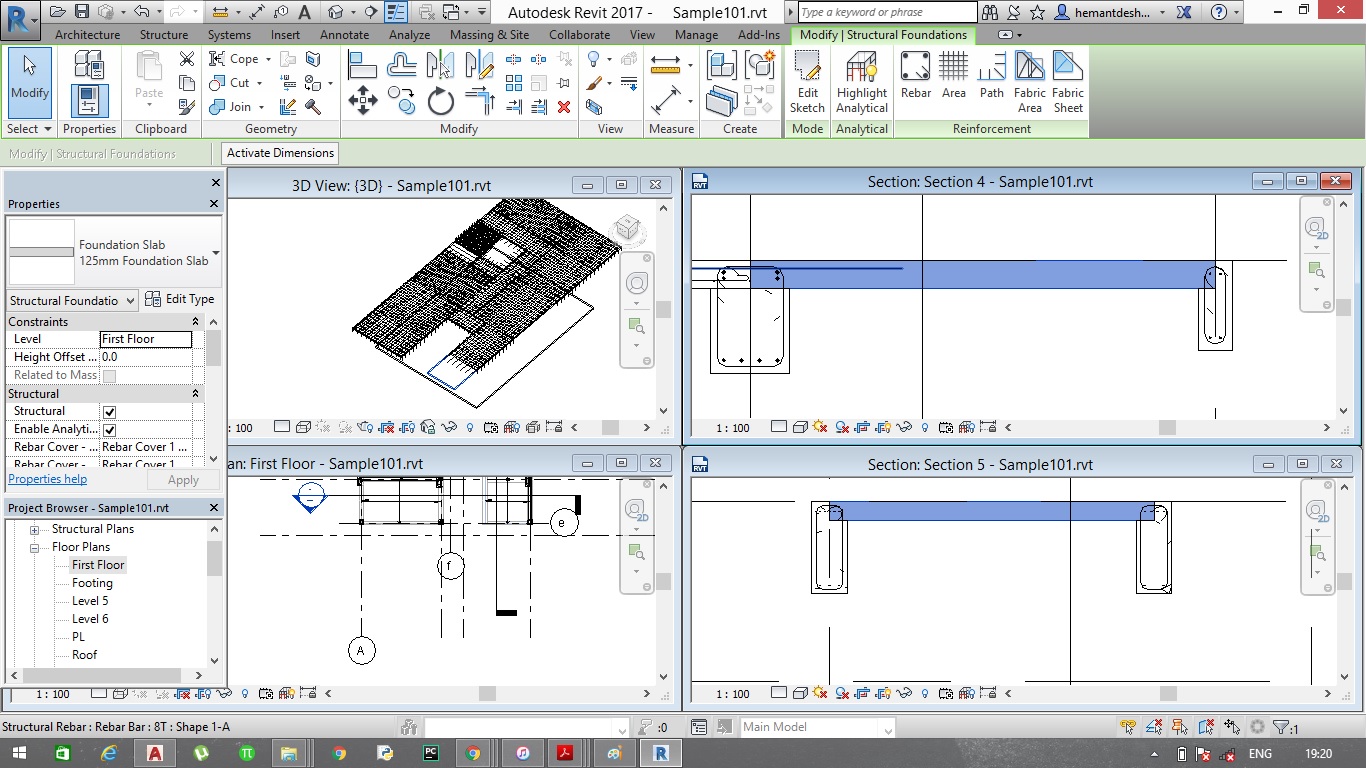 Autodesk Revit 2017 - Sample101.rvt
Type a keyword or phrase
hemantdesh...
Architecture Structure Systems Insert Annotate Analyze Massing & Site Collaborate View Manage Add-Ins Modify | Structural Foundations
Modify
Paste
Cope
Cut
Join
Edit Sketch
Highlight Analytical
Rebar
Area
Path
Fabric Area
Fabric Sheet
Select Properties Clipboard Geometry Modify View Measure Create Mode Analytical Reinforcement
Modify | Structural Foundations
Activate Dimensions
Properties
Foundation Slab
125mm Foundation Slab
Structural Foundatio
Edit Type
Constraints
Level First Floor
Height Offset ... 0.0
Related to Mass
Structural
Structural
Enable Analyti...
Rebar Cover - ... Rebar Cover 1 ...
Rebar Cover - Rebar Cover 1
Properties help
Apply
Project Browser - Sample101.rvt
Structural Plans
Floor Plans
First Floor
Footing
Level 5
Level 6
PL
Roof
3D View: {3D} - Sample101.rvt
: 100
RVT
Section: Section 4 - Sample101.rvt
2D
1 : 100
an: First Floor - Sample101.rvt
e
f
A
2D
1 : 100
RVT
Section: Section 5 - Sample101.rvt
2D
1 : 100
Structural Rebar : Rebar Bar : 8T : Shape 1-A
:0
Main Model
:1
ENG
19:20